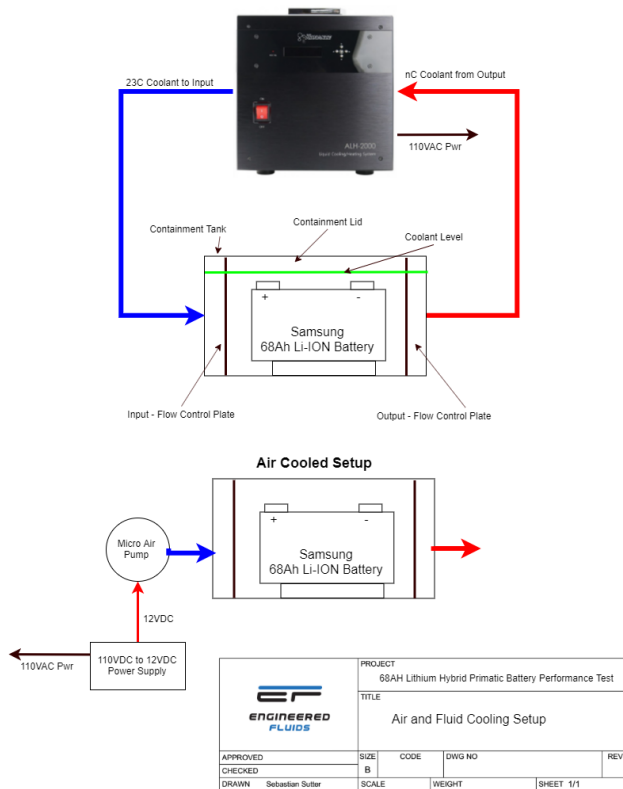 23C Coolant to Input
nC Coolant from Output
ALH-2000
110VAC Pwr
Containment Tank
Containment Lid
Coolant Level
+ -
Samsung
68Ah Li-ION Battery
Input - Flow Control Plate
Output - Flow Control Plate
Air Cooled Setup
Micro Air
Pump
+ -
Samsung
68Ah Li-ION Battery
12VDC
110VAC Pwr
110VDC to 12VDC
Power Supply
PROJECT
68AH Lithium Hybrid Primatic Battery Performance Test
TITLE
Air and Fluid Cooling Setup
ENGINEERED
FLUIDS
APPROVED
SIZE CODE DWG NO REV
CHECKED
B
DRAWN Sebastian Sutter
SCALE WEIGHT SHEET 1/1